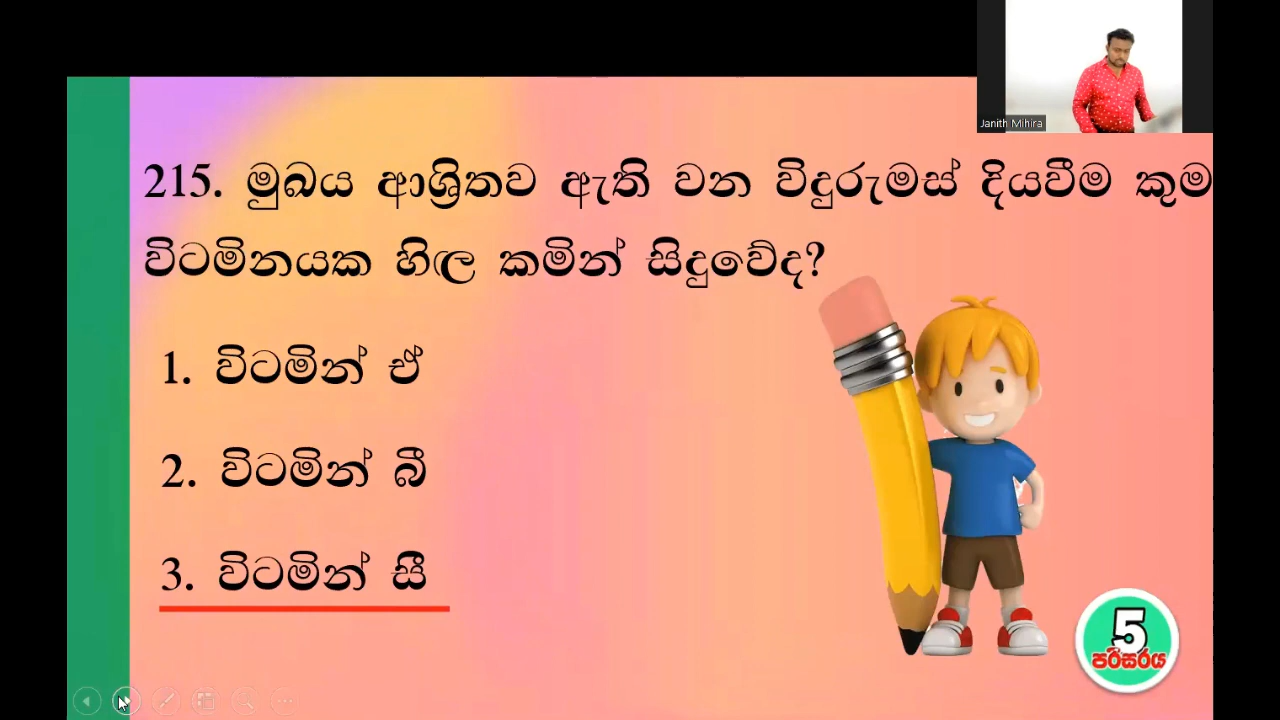 Janith Mihira
215. මුඛය ආශ්‍රිතව ඇති වන විදුරුමස් දියවීම කුම
විටමිනයක හිඟ කමින් සිදුවේද?
1. විටමින් ඒ
2. විටමින් බී
3. විටමින් සී
5
පරිසරය